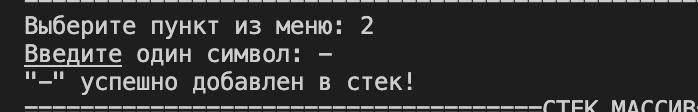 Выберите пункт из меню: 2
Введите один символ: -
"-" успешно добавлен в стек!
---------------------------------------СТЕК МАССИВ